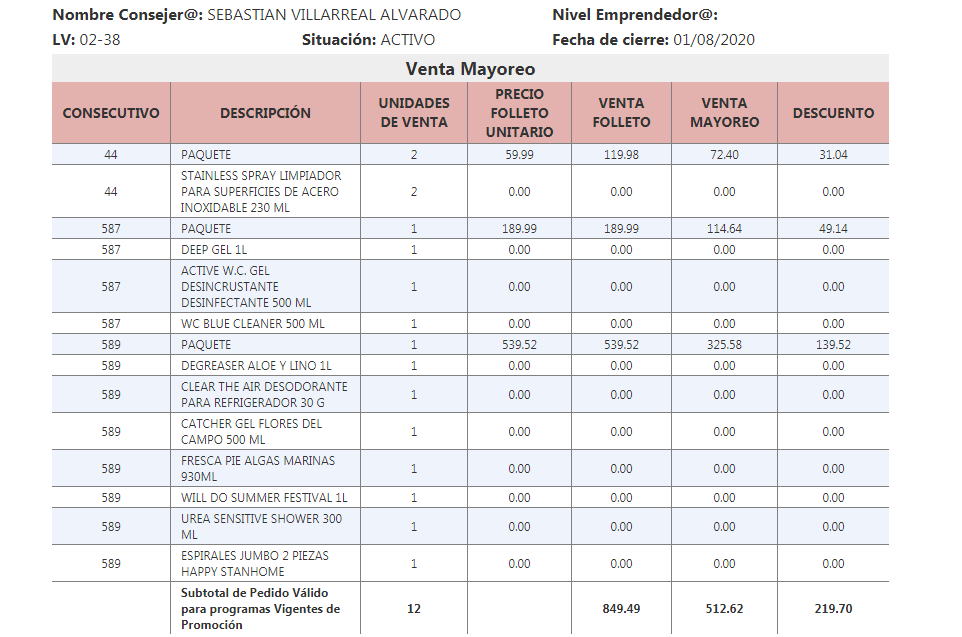 Nombre Consejer@: SEBASTIAN VILLARREAL ALVARADO Nivel Emprendedor@:
LV: 02-38 Situación: ACTIVO Fecha de cierre: 01/08/2020
Venta Mayoreo
CONSECUTIVO DESCRIPCIÓN UNIDADES DE VENTA PRECIO FOLLETO UNITARIO VENTA FOLLETO VENTA MAYOREO DESCUENTO
44 PAQUETE 2 59.99 119.98 72.40 31.04
44 STAINLESS SPRAY LIMPIADOR PARA SUPERFICIES DE ACERO INOXIDABLE 230 ML 2 0.00 0.00 0.00 0.00
587 PAQUETE 1 189.99 189.99 114.64 49.14
587 DEEP GEL 1L 1 0.00 0.00 0.00 0.00
587 ACTIVE W.C. GEL DESINCRUSTANTE DESINFECTANTE 500 ML 1 0.00 0.00 0.00 0.00
587 WC BLUE CLEANER 500 ML 1 0.00 0.00 0.00 0.00
589 PAQUETE 1 539.52 539.52 325.58 139.52
589 DEGREASER ALOE Y LINO 1L 1 0.00 0.00 0.00 0.00
589 CLEAR THE AIR DESODORANTE PARA REFRIGERADOR 30 G 1 0.00 0.00 0.00 0.00
589 CATCHER GEL FLORES DEL CAMPO 500 ML 1 0.00 0.00 0.00 0.00
589 FRESCA PIE ALGAS MARINAS 930ML 1 0.00 0.00 0.00 0.00
589 WILL DO SUMMER FESTIVAL 1L 1 0.00 0.00 0.00 0.00
589 UREA SENSITIVE SHOWER 300 ML 1 0.00 0.00 0.00 0.00
589 ESPIRALES JUMBO 2 PIEZAS HAPPY STANHOME 1 0.00 0.00 0.00 0.00
Subtotal de Pedido Válido para programas Vigentes de Promoción 12 849.49 512.62 219.70